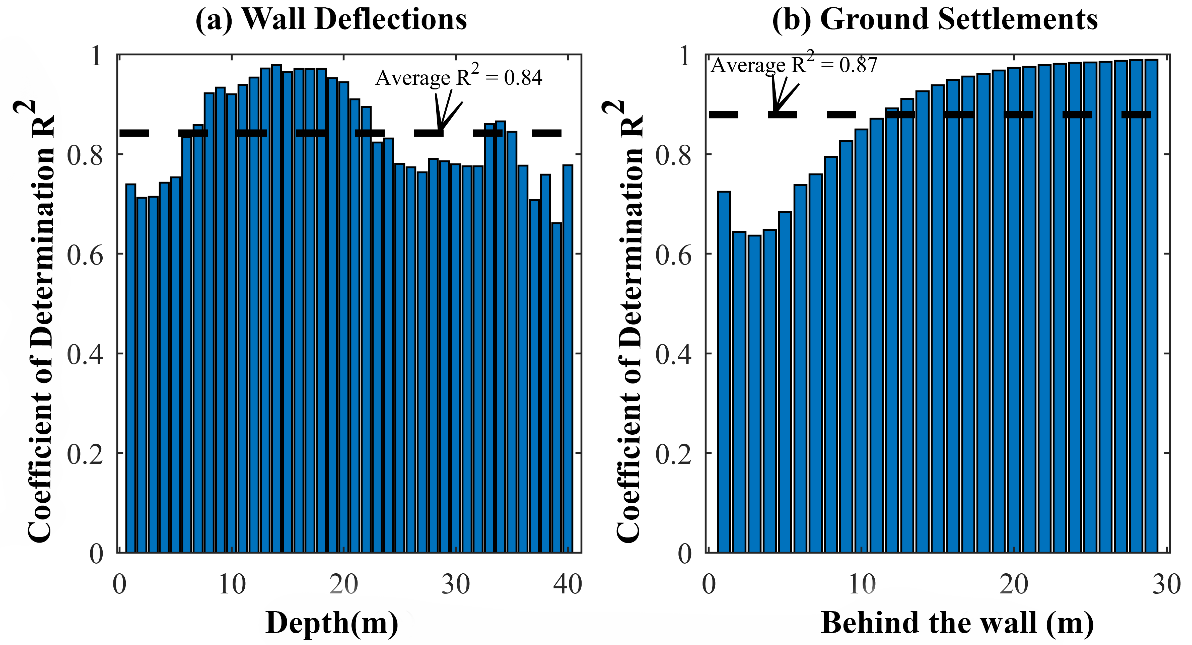 (a) Wall Deflections
Coefficient of Determination R²
1
0.8
0.6
0.4
0.2
0
Average R² = 0.84
0 10 20 30 40
Depth(m)
(b) Ground Settlements
Coefficient of Determination R²
1
0.8
0.6
0.4
0.2
0
Average R² = 0.87
0 10 20 30
Behind the wall (m)